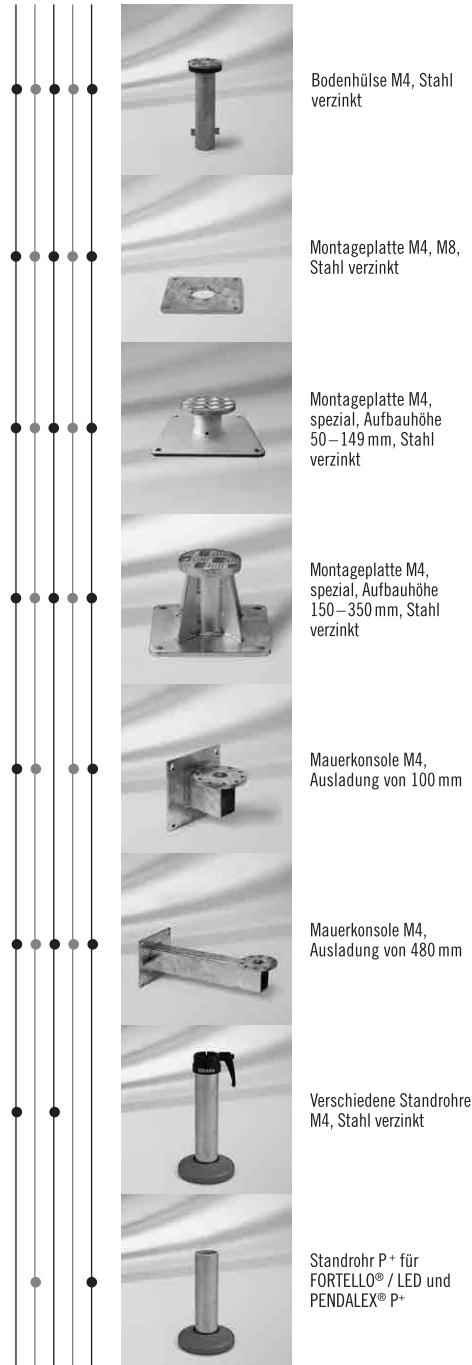 Bodenhülse M4, Stahl
verzinkt
Montageplatte M4, M8,
Stahl verzinkt
Montageplatte M4,
spezial, Aufbauhöhe
50 – 149 mm, Stahl
verzinkt
Montageplatte M4,
spezial, Aufbauhöhe
150 – 350 mm, Stahl
verzinkt
Mauerkonsole M4,
Ausladung von 100 mm
Mauerkonsole M4,
Ausladung von 480 mm
Verschiedene Standrohre
M4, Stahl verzinkt
Standrohr P+ für
FORTELLO® / LED und
PENDALEX® P+